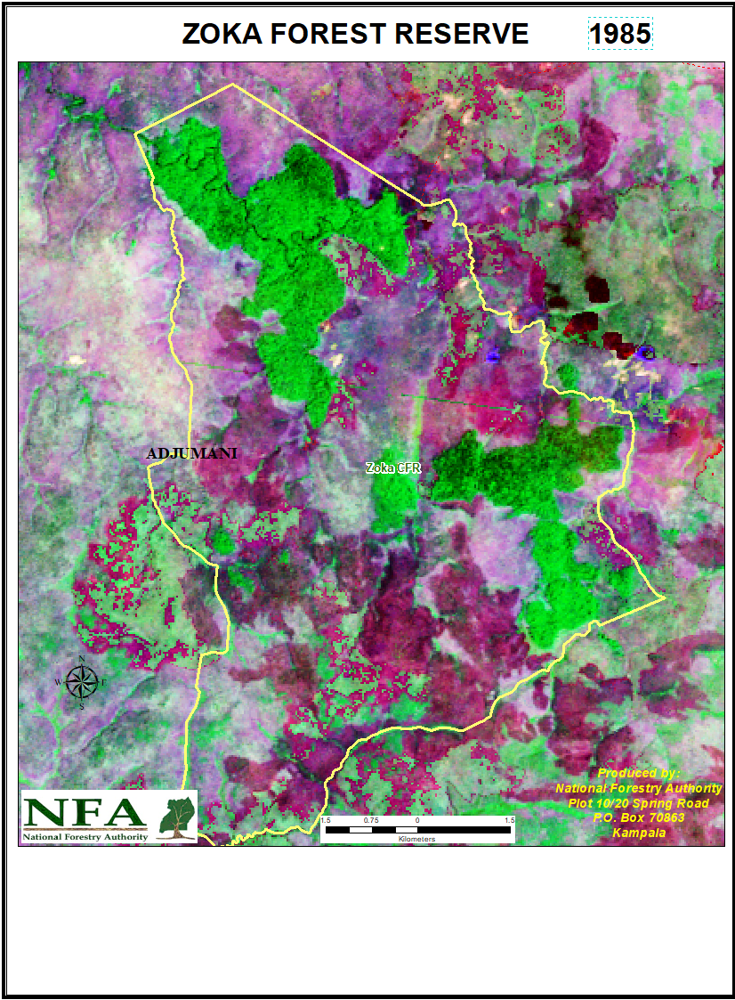 ZOKA FOREST RESERVE 1985
ADJUMANI
Zoka CFR
N
W E
S
Produced by:
National Forestry Authority
Plot 10/20 Spring Road
P.O. Box 70863
Kampala
NFA
National Forestry Authority
1.5 0.75 0 1.5
Kilometers